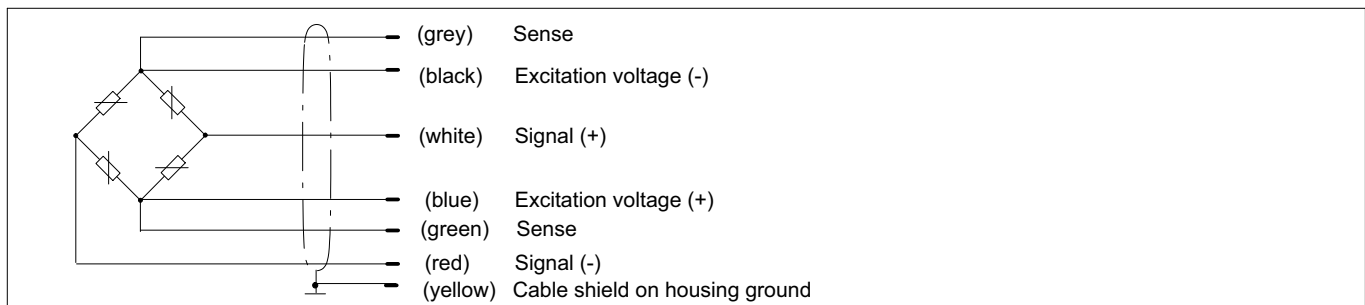 (grey) Sense
(black) Excitation voltage (-)
(white) Signal (+)
(blue) Excitation voltage (+)
(green) Sense
(red) Signal (-)
(yellow) Cable shield on housing ground